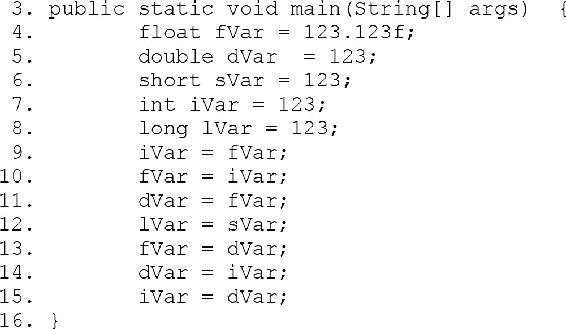 3. public static void main(String[] args)  {
4.         float fVar = 123.123f;
5.         double dVar  = 123;
6.         short sVar = 123;
7.         int iVar = 123;
8.         long lVar = 123;
9.         iVar = fVar;
10.         fVar = iVar;
11.         dVar = fVar;
12.         lVar = sVar;
13.         fVar = dVar;
14.         dVar = iVar;
15.         iVar = dVar;
16. }